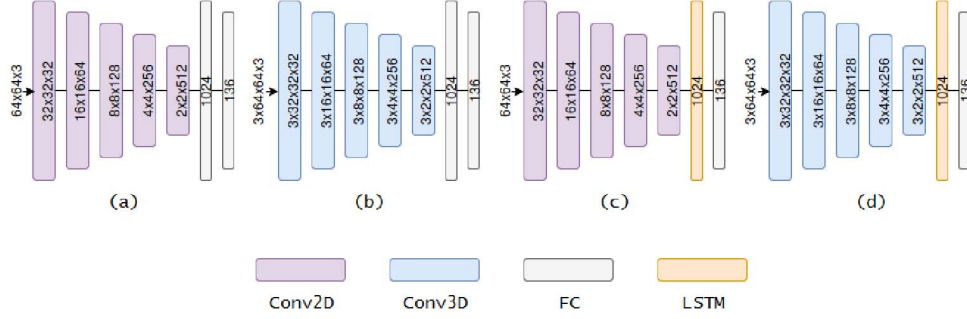 64x64x3
32x32x32
16x16x64
8x8x128
4x4x256
2x2x512
1024
136
(a)
3x64x64x3
3x32x32x32
3x16x16x64
3x8x8x128
3x4x4x256
3x2x2x512
1024
136
(b)
64x64x3
32x32x32
16x16x64
8x8x128
4x4x256
2x2x512
1024
136
(c)
3x64x64x3
3x32x32x32
3x16x16x64
3x8x8x128
3x4x4x256
3x2x2x512
1024
136
(d)
Conv2D
Conv3D
FC
LSTM